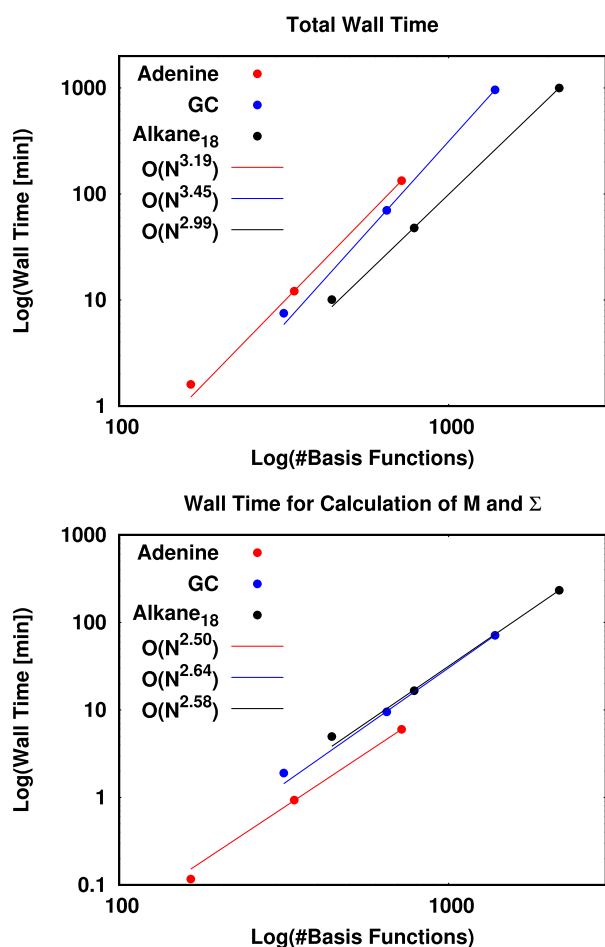 Total Wall Time
Log(Wall Time [min])
1000
100
10
1
Adenine
GC
Alkane₁₈
O(N³·¹⁹)
O(N³·⁴⁵)
O(N²·⁹⁹)
100
1000
Log(#Basis Functions)
Wall Time for Calculation of M and Σ
Log(Wall Time [min])
1000
100
10
1
0.1
Adenine
GC
Alkane₁₈
O(N²·⁵⁰)
O(N²·⁶⁴)
O(N²·⁵⁸)
100
1000
Log(#Basis Functions)